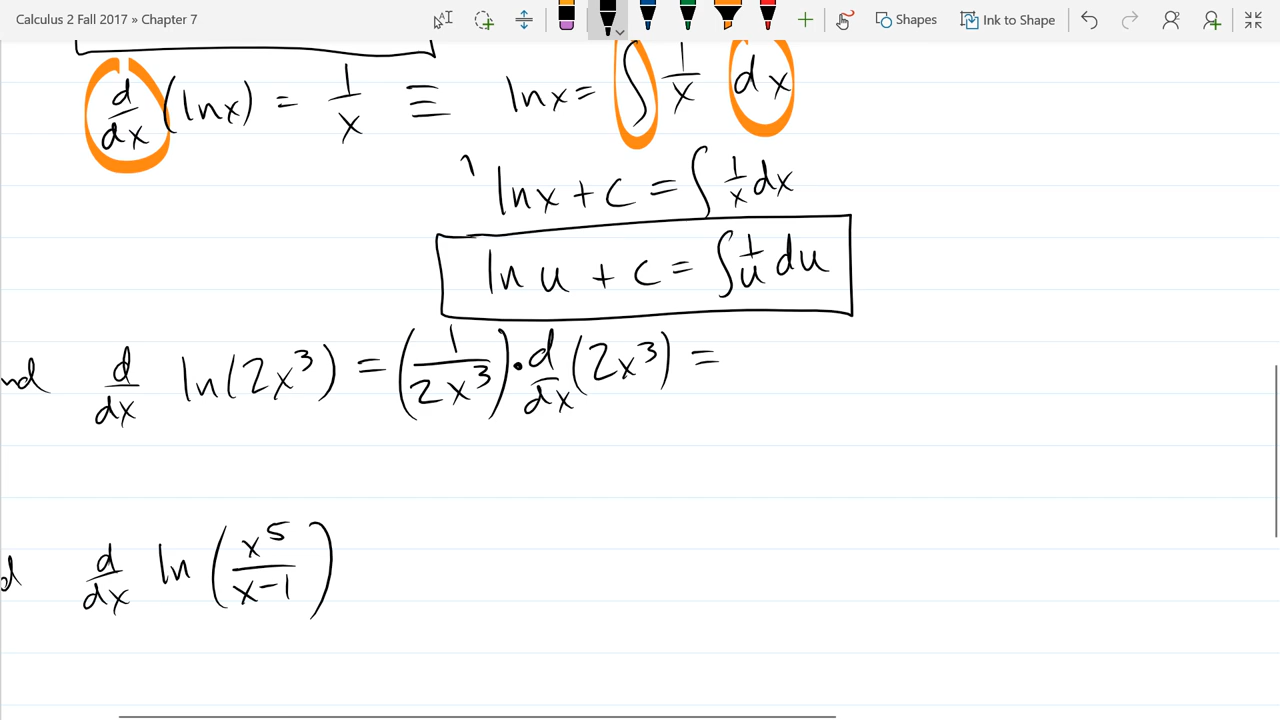 Calculus 2 Fall 2017 » Chapter 7
Shapes
Ink to Shape
d/dx (ln x) = 1/x ≡ ln x = ∫ 1/x dx
ln x + c = ∫ 1/x dx
ln u + c = ∫ 1/u du
nd d/dx ln(2x³) = (1/2x³) · d/dx (2x³) =
d d/dx ln (x⁵/x-1)